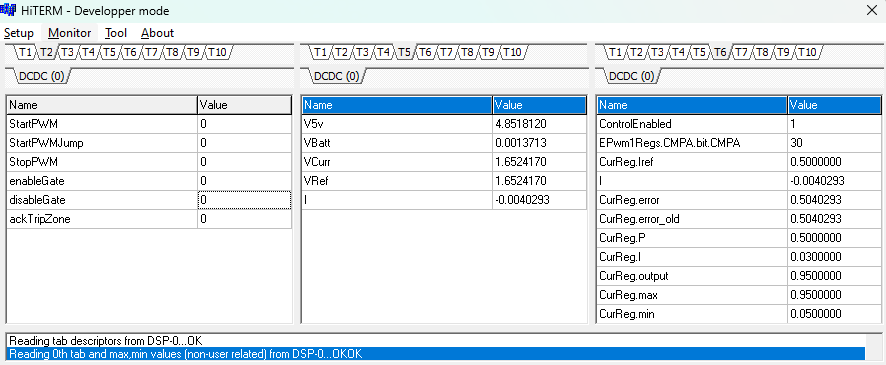 HiTERM - Developper mode
Setup Monitor Tool About
T1 T2 T3 T4 T5 T6 T7 T8 T9 T10
DCDC (0)
Name Value
StartPWM 0
StartPWMJump 0
StopPWM 0
enableGate 0
disableGate 0
ackTripZone 0
T1 T2 T3 T4 T5 T6 T7 T8 T9 T10
DCDC (0)
Name Value
V5v 4.8518120
VBatt 0.0013713
VCurr 1.6524170
VRef 1.6524170
I -0.0040293
T1 T2 T3 T4 T5 T6 T7 T8 T9 T10
DCDC (0)
Name Value
ControlEnabled 1
EPwm1Regs.CMPA.bit.CMPA 30
CurReg.Iref 0.5000000
I -0.0040293
CurReg.error 0.5040293
CurReg.error_old 0.5040293
CurReg.P 0.5000000
CurReg.I 0.0300000
CurReg.output 0.9500000
CurReg.max 0.9500000
CurReg.min 0.0500000
Reading tab descriptors from DSP-0...OK
Reading 0th tab and max,min values (non-user related) from DSP-0...OKOK